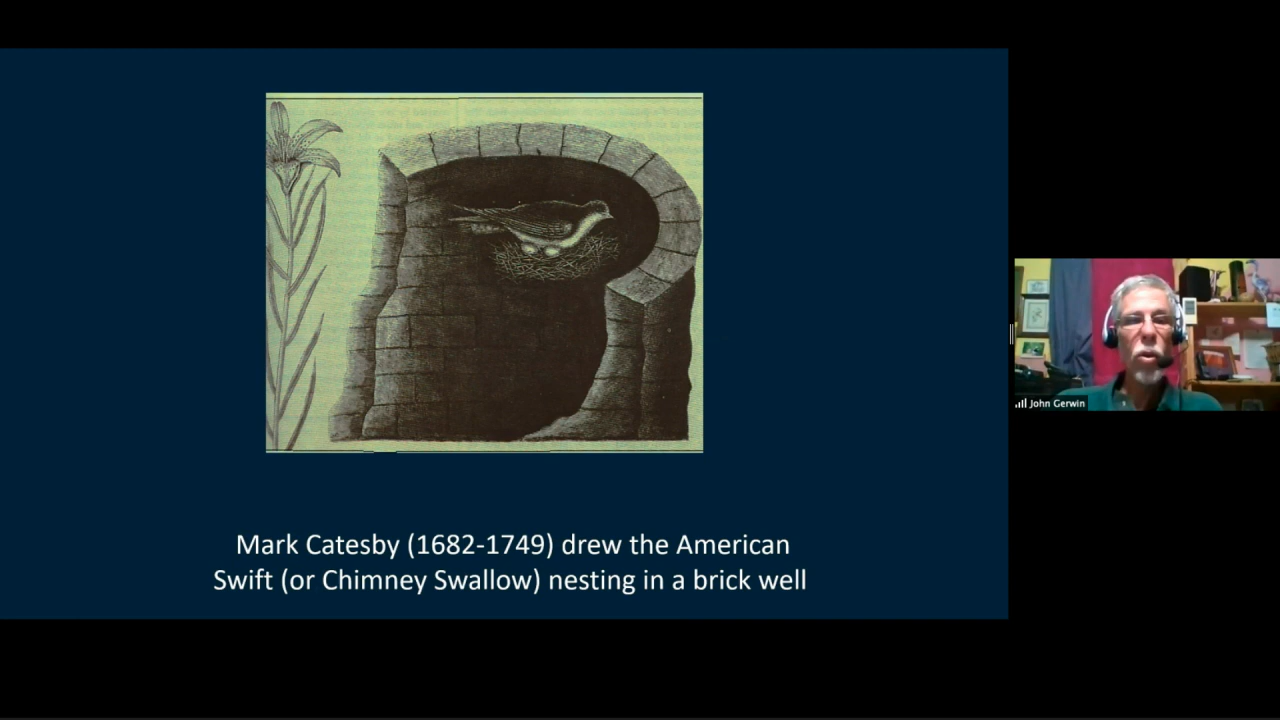 Mark Catesby (1682-1749) drew the American
Swift (or Chimney Swallow) nesting in a brick well
John Gerwin